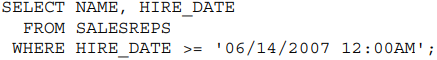 SELECT NAME, HIRE_DATE
FROM SALESREPS
WHERE HIRE_DATE >= '06/14/2007 12:00AM';